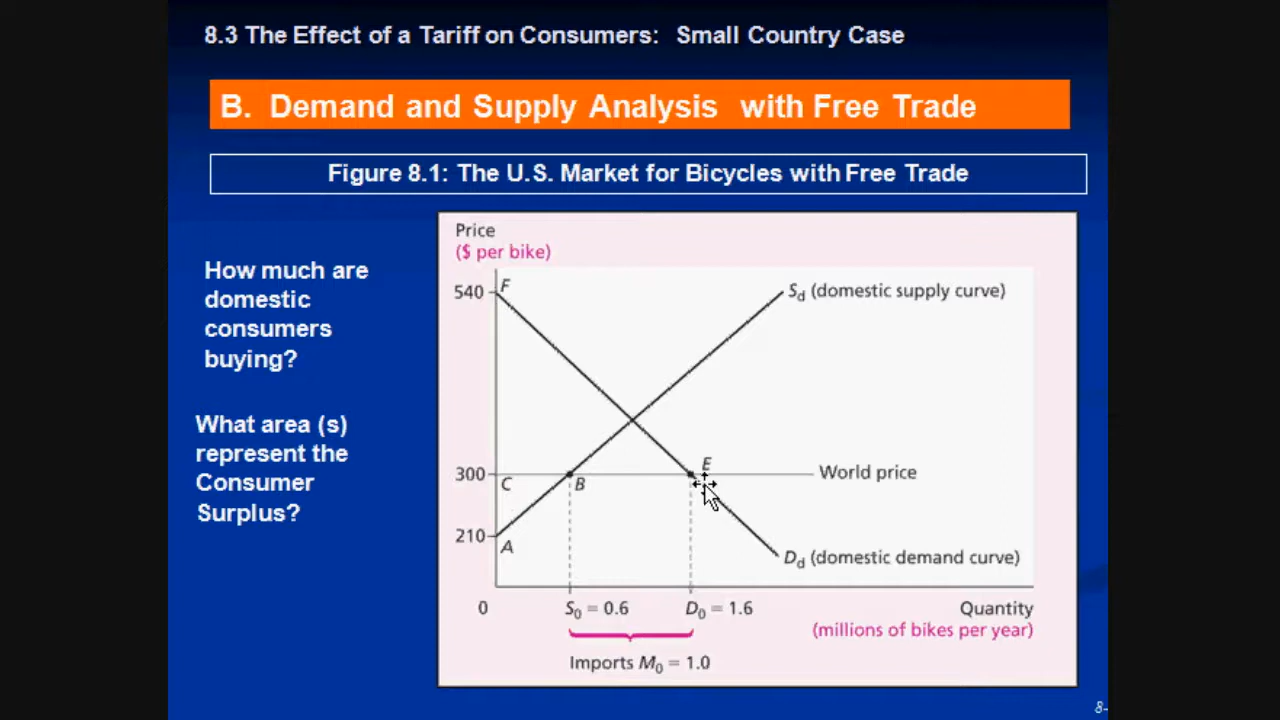 8.3 The Effect of a Tariff on Consumers: Small Country Case
B. Demand and Supply Analysis with Free Trade
Figure 8.1: The U.S. Market for Bicycles with Free Trade
How much are
domestic
consumers
buying?
What area (s)
represent the
Consumer
Surplus?
Price
($ per bike)
540
F
Sd (domestic supply curve)
E
300
C
B
World price
210
A
Dd (domestic demand curve)
0
S0 = 0.6
D0 = 1.6
Quantity
(millions of bikes per year)
Imports M0 = 1.0
8-